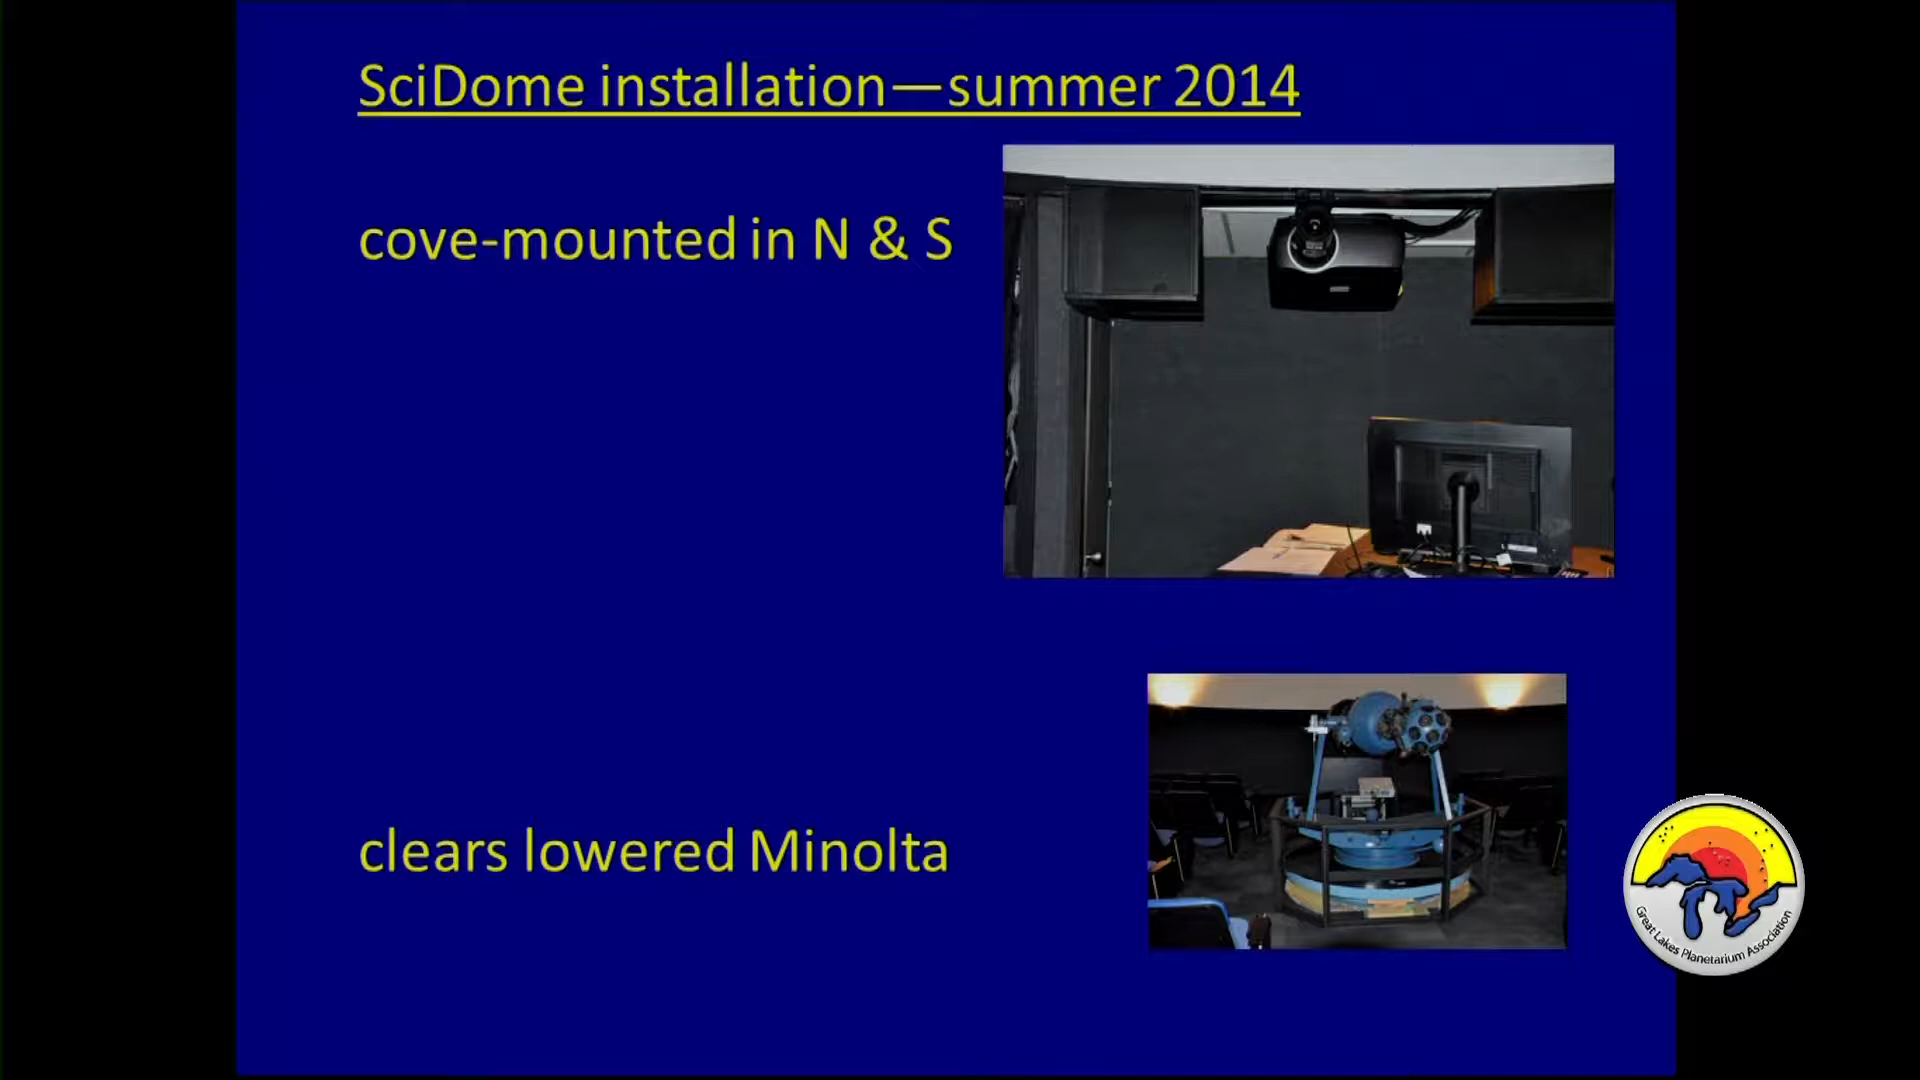 SciDome installation—summer 2014
cove-mounted in N & S
clears lowered Minolta
Great Lakes Planetarium Association